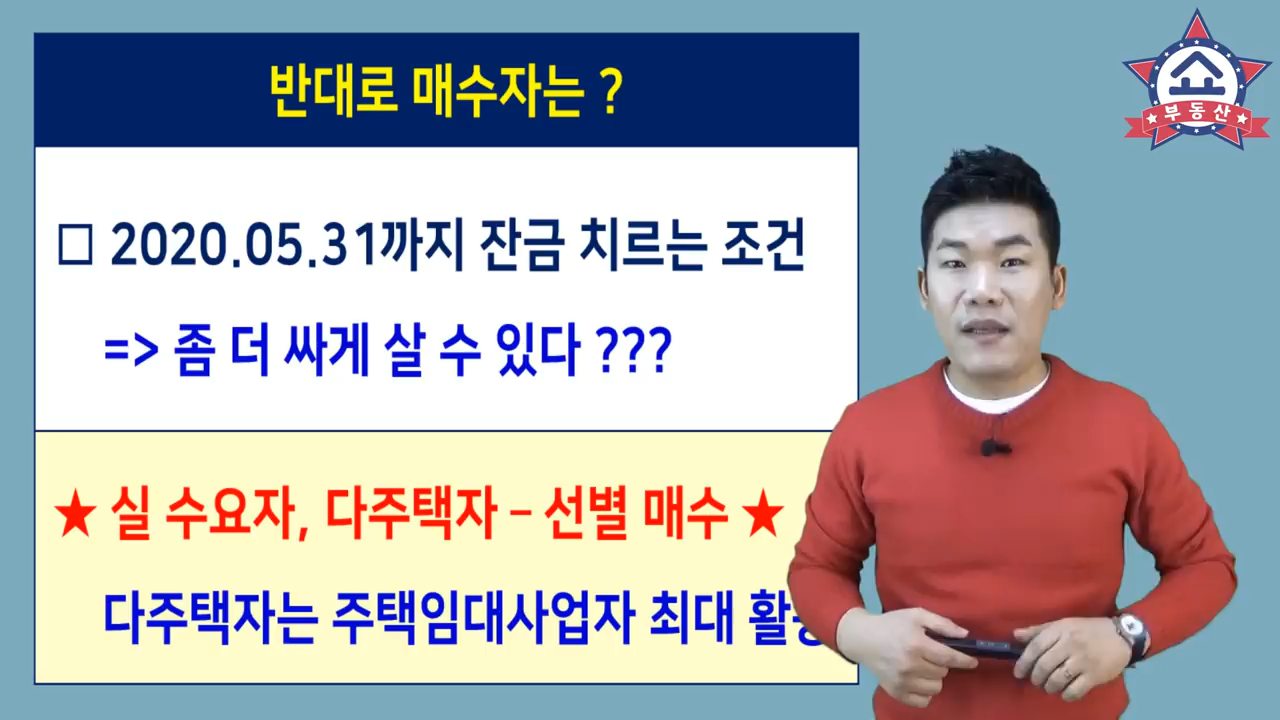 반대로 매수자는 ?
□ 2020.05.31까지 잔금 치르는 조건
=> 좀 더 싸게 살 수 있다 ???
★ 실 수요자, 다주택자 – 선별 매수 ★
다주택자는 주택임대사업자 최대
쇼
부동산